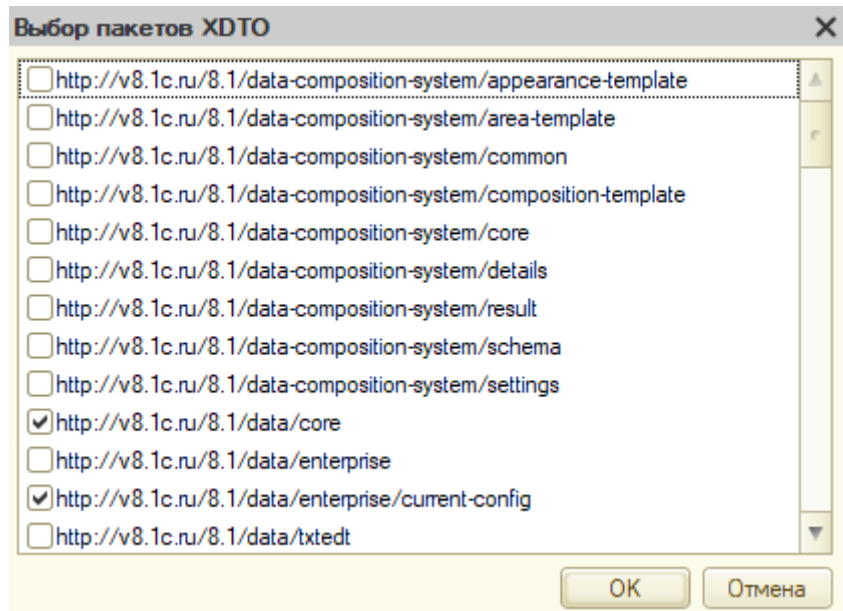 Выбор пакетов XDTO
http://v8.1c.ru/8.1/data-composition-system/appearance-template
http://v8.1c.ru/8.1/data-composition-system/area-template
http://v8.1c.ru/8.1/data-composition-system/common
http://v8.1c.ru/8.1/data-composition-system/composition-template
http://v8.1c.ru/8.1/data-composition-system/core
http://v8.1c.ru/8.1/data-composition-system/details
http://v8.1c.ru/8.1/data-composition-system/result
http://v8.1c.ru/8.1/data-composition-system/schema
http://v8.1c.ru/8.1/data-composition-system/settings
http://v8.1c.ru/8.1/data/core
http://v8.1c.ru/8.1/data/enterprise
http://v8.1c.ru/8.1/data/enterprise/current-config
http://v8.1c.ru/8.1/data/txtedt
OK Отмена